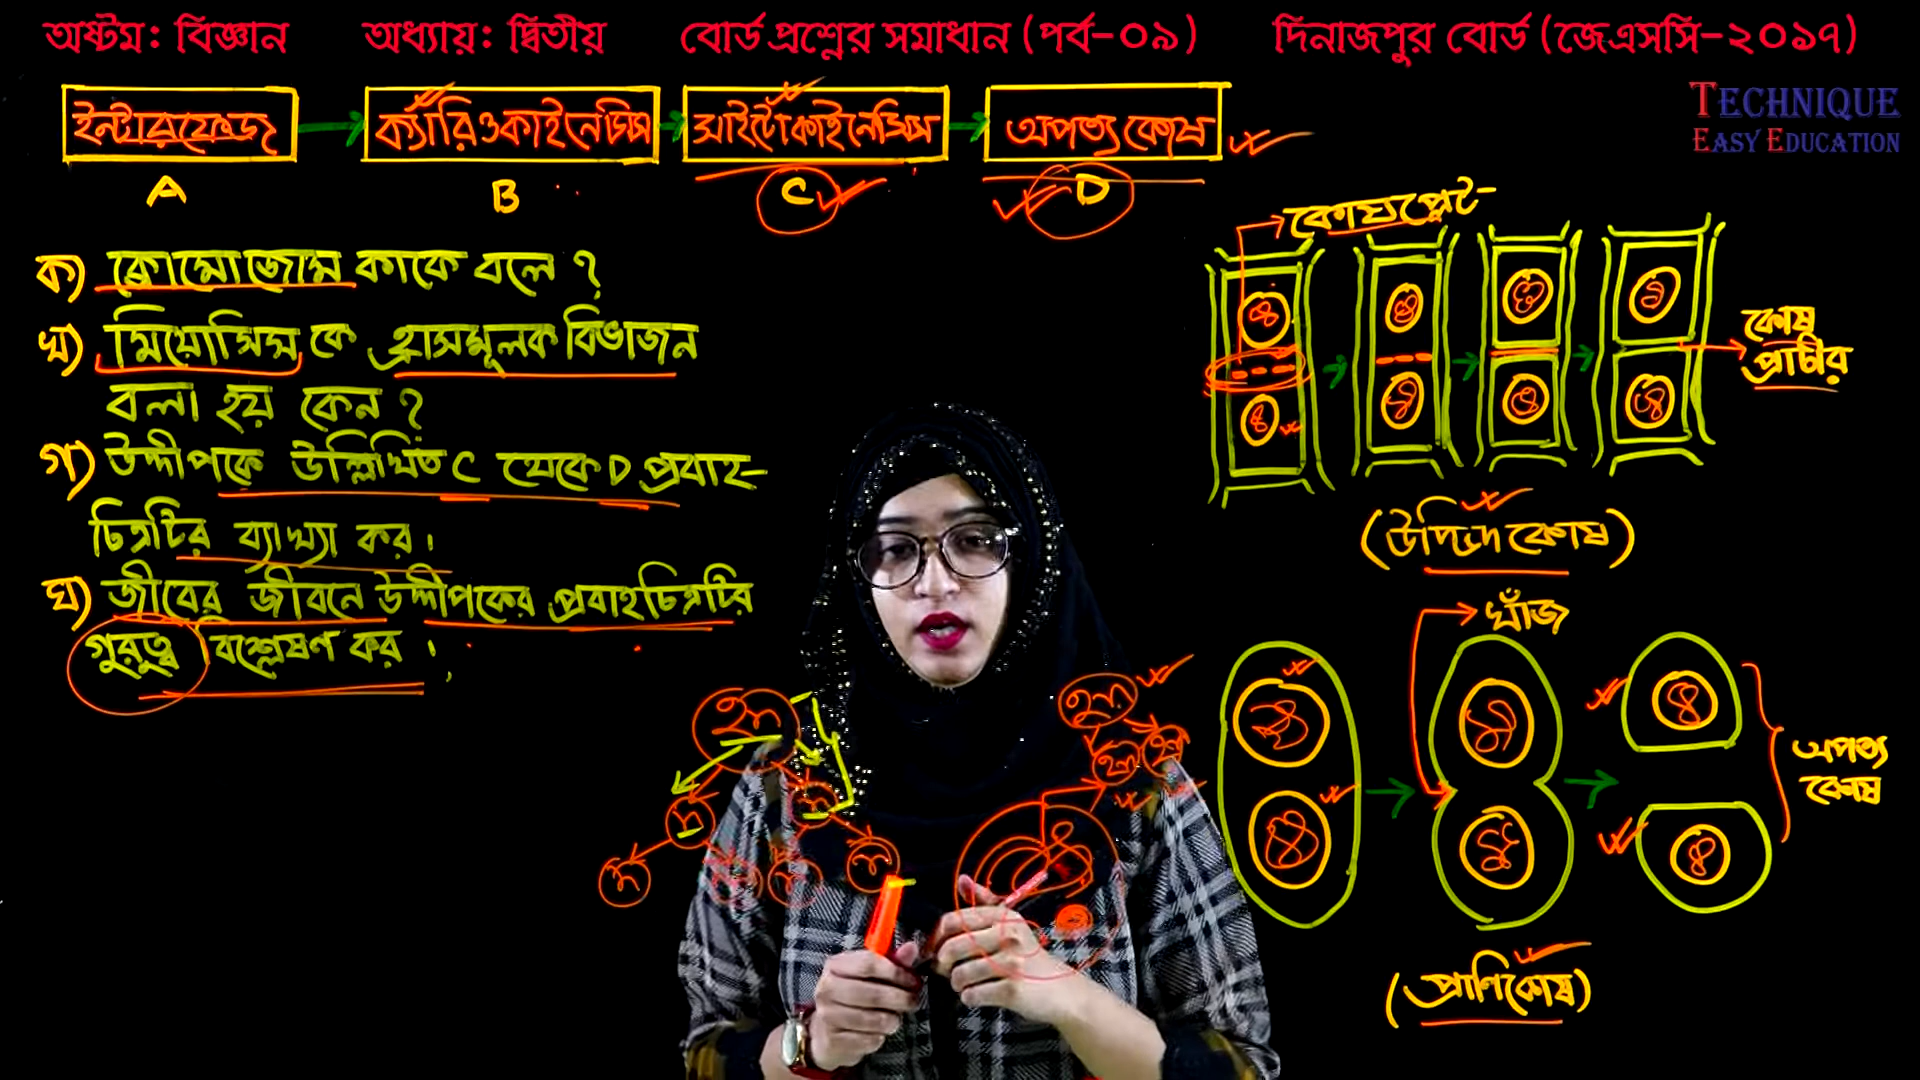 অষ্টম: বিজ্ঞান অধ্যায়: দ্বিতীয় বোর্ড প্রশ্নের সমাধান (পর্ব-০৯) দিনাজপুর বোর্ড (জেএসসি-২০১৭)
TECHNIQUE
EASY EDUCATION
ইন্টারফেজ ক্যারিওকাইনেসিস সাইটোকাইনেসিস অপত্য কোষ
A B C D
ক) ক্রোমোজোম কাকে বলে ?
খ) মিয়োসিস কে হ্রাসমূলক বিভাজন
বলা হয় কেন ?
গ) উদ্দীপকে উল্লিখিত C থেকে D প্রবাহ-
চিত্রটির ব্যাখ্যা কর।
ঘ) জীবের জীবনে উদ্দীপকের প্রবাহচিত্রটির
গুরুত্ব বিশ্লেষণ কর।
কোষপ্লেট
কোষ
প্রাচীর
(উদ্ভিদ কোষ)
খাঁজ
অপত্য
কোষ
(প্রাণিকোষ)